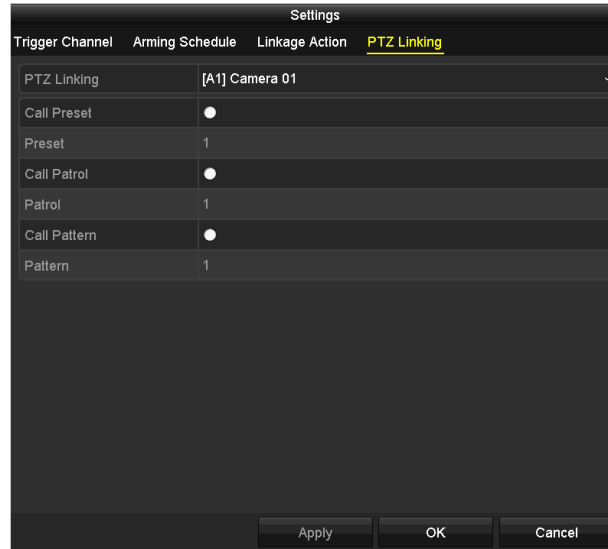 Settings
Trigger Channel Arming Schedule Linkage Action PTZ Linking
PTZ Linking [A1] Camera 01
Call Preset
Preset 1
Call Patrol
Patrol 1
Call Pattern
Pattern 1
Apply OK Cancel